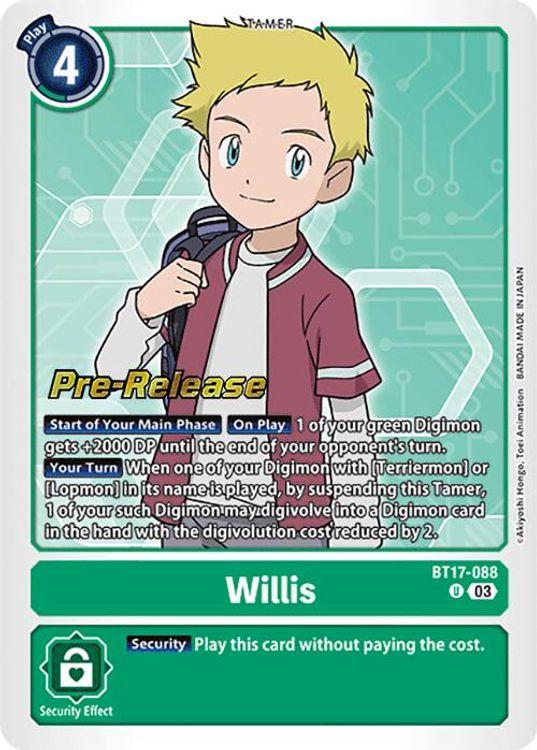 TAMER
Play
4
Pre-Release
Start of Your Main Phase On Play 1 of your green Digimon
gets +2000 DP until the end of your opponent's turn.
Your Turn When one of your Digimon with [Terriermon] or
[Lopmon] in its name is played, by suspending this Tamer,
1 of your such Digimon may digivolve into a Digimon card
in the hand with the digivolution cost reduced by 2.
©Akiyoshi Hongo, Toei Animation BANDAI MADE IN JAPAN
BT17-088
Willis
U 03
Security Play this card without paying the cost.
Security Effect